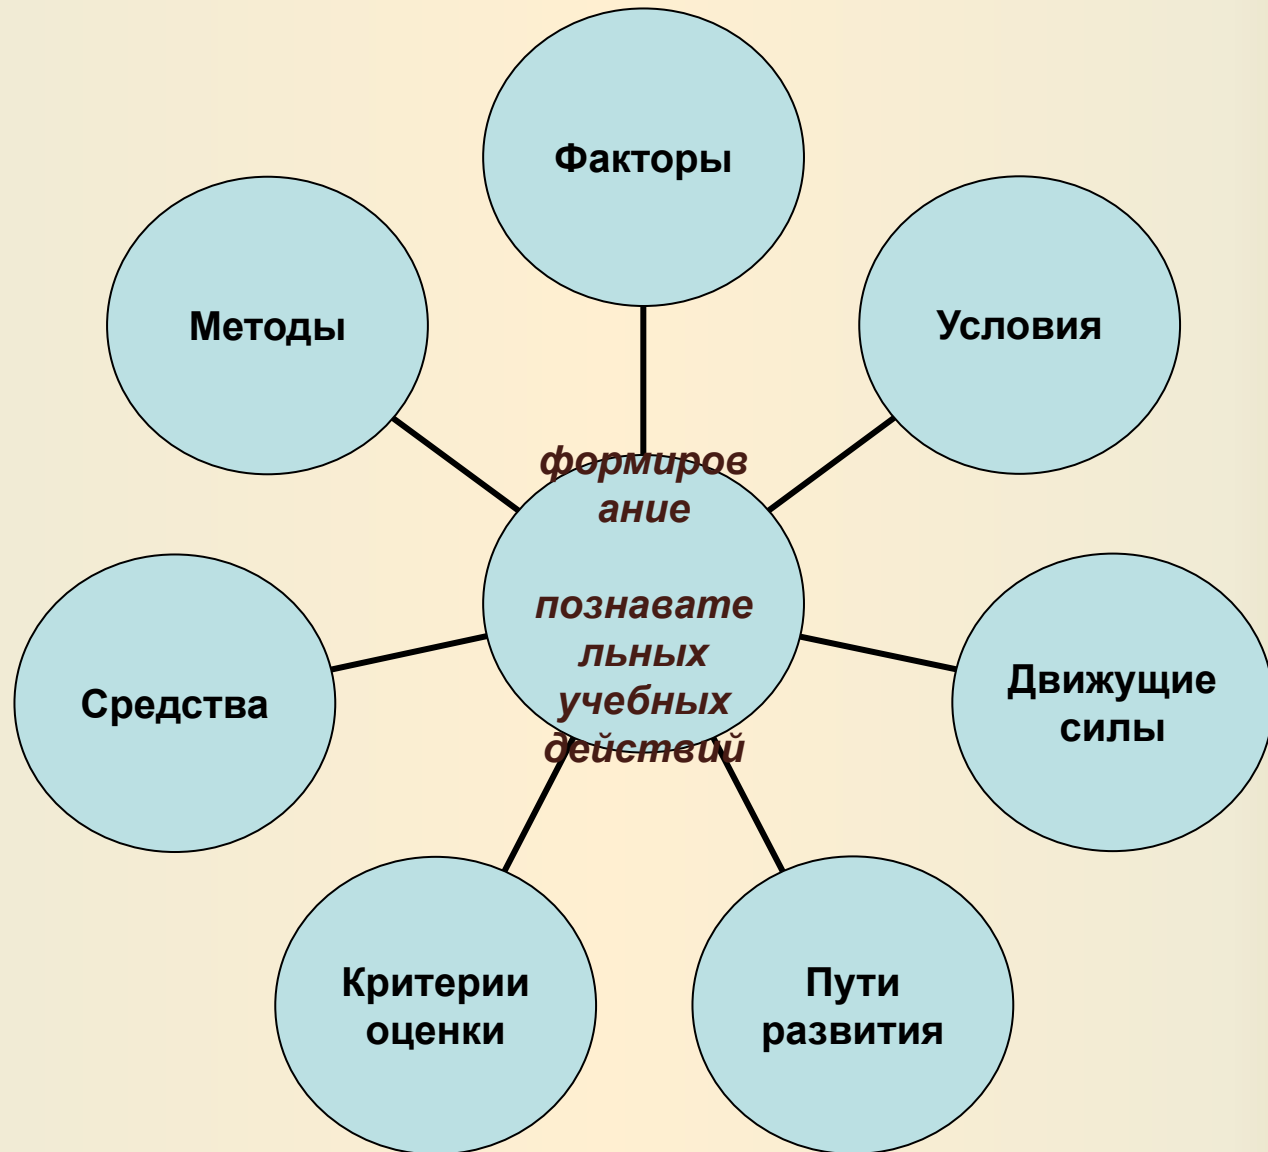 Факторы
Методы
Условия
формиров
ание
познавате
льных
учебных
действий
Средства
Движущие
силы
Критерии
оценки
Пути
развития